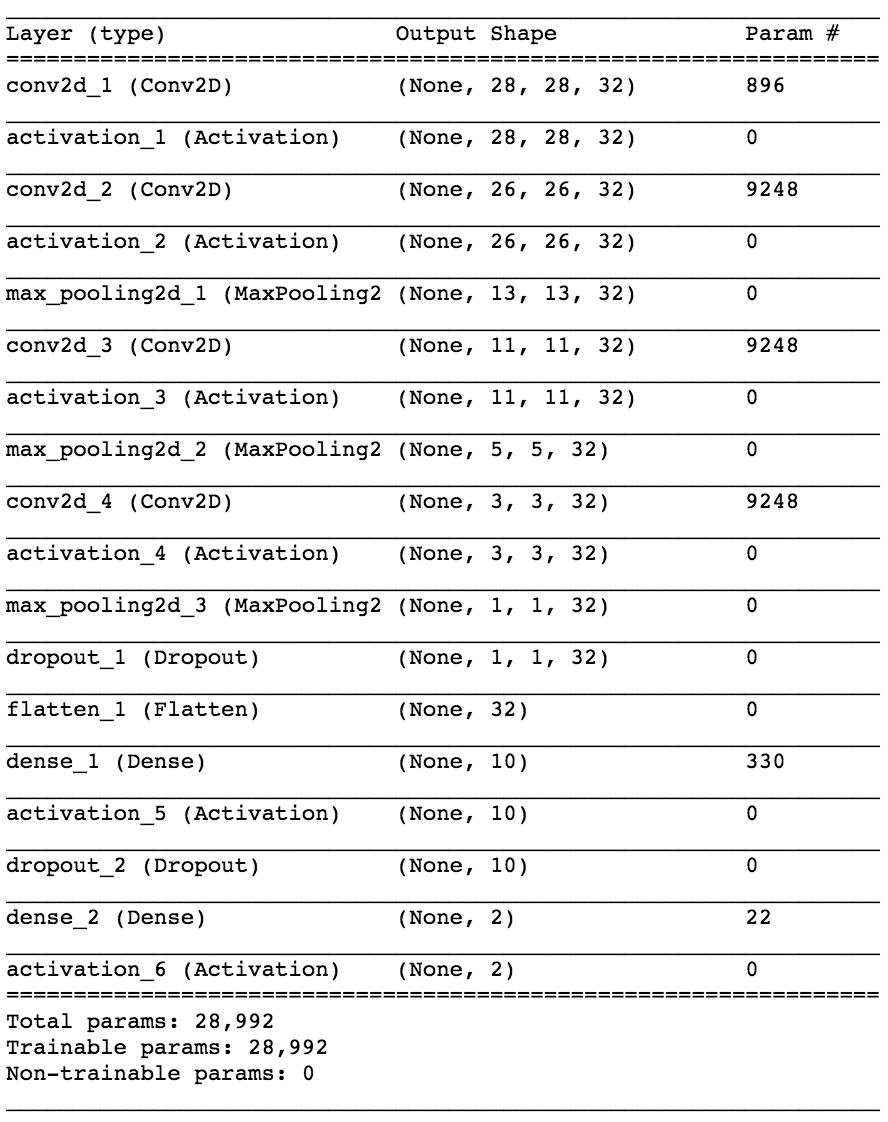 Layer (type) Output Shape Param #
conv2d_1 (Conv2D) (None, 28, 28, 32) 896
activation_1 (Activation) (None, 28, 28, 32) 0
conv2d_2 (Conv2D) (None, 26, 26, 32) 9248
activation_2 (Activation) (None, 26, 26, 32) 0
max_pooling2d_1 (MaxPooling2 (None, 13, 13, 32) 0
conv2d_3 (Conv2D) (None, 11, 11, 32) 9248
activation_3 (Activation) (None, 11, 11, 32) 0
max_pooling2d_2 (MaxPooling2 (None, 5, 5, 32) 0
conv2d_4 (Conv2D) (None, 3, 3, 32) 9248
activation_4 (Activation) (None, 3, 3, 32) 0
max_pooling2d_3 (MaxPooling2 (None, 1, 1, 32) 0
dropout_1 (Dropout) (None, 1, 1, 32) 0
flatten_1 (Flatten) (None, 32) 0
dense_1 (Dense) (None, 10) 330
activation_5 (Activation) (None, 10) 0
dropout_2 (Dropout) (None, 10) 0
dense_2 (Dense) (None, 2) 22
activation_6 (Activation) (None, 2) 0
Total params: 28,992
Trainable params: 28,992
Non-trainable params: 0